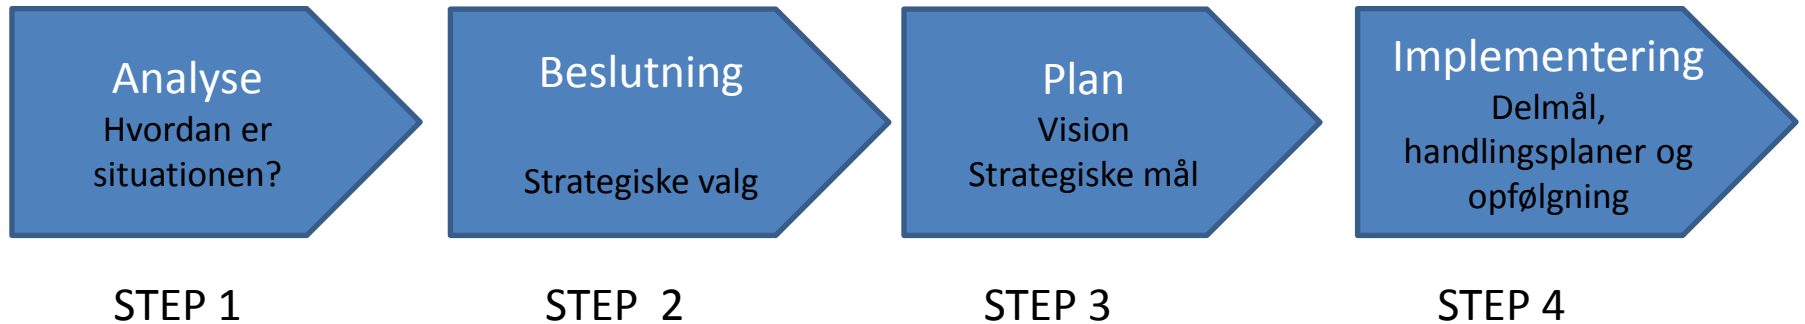 Analyse
Hvordan er
situationen?
Beslutning
Strategiske valg
Plan
Vision
Strategiske mål
Implementering
Delmål,
handlingsplaner og
opfølgning
STEP 1
STEP 2
STEP 3
STEP 4